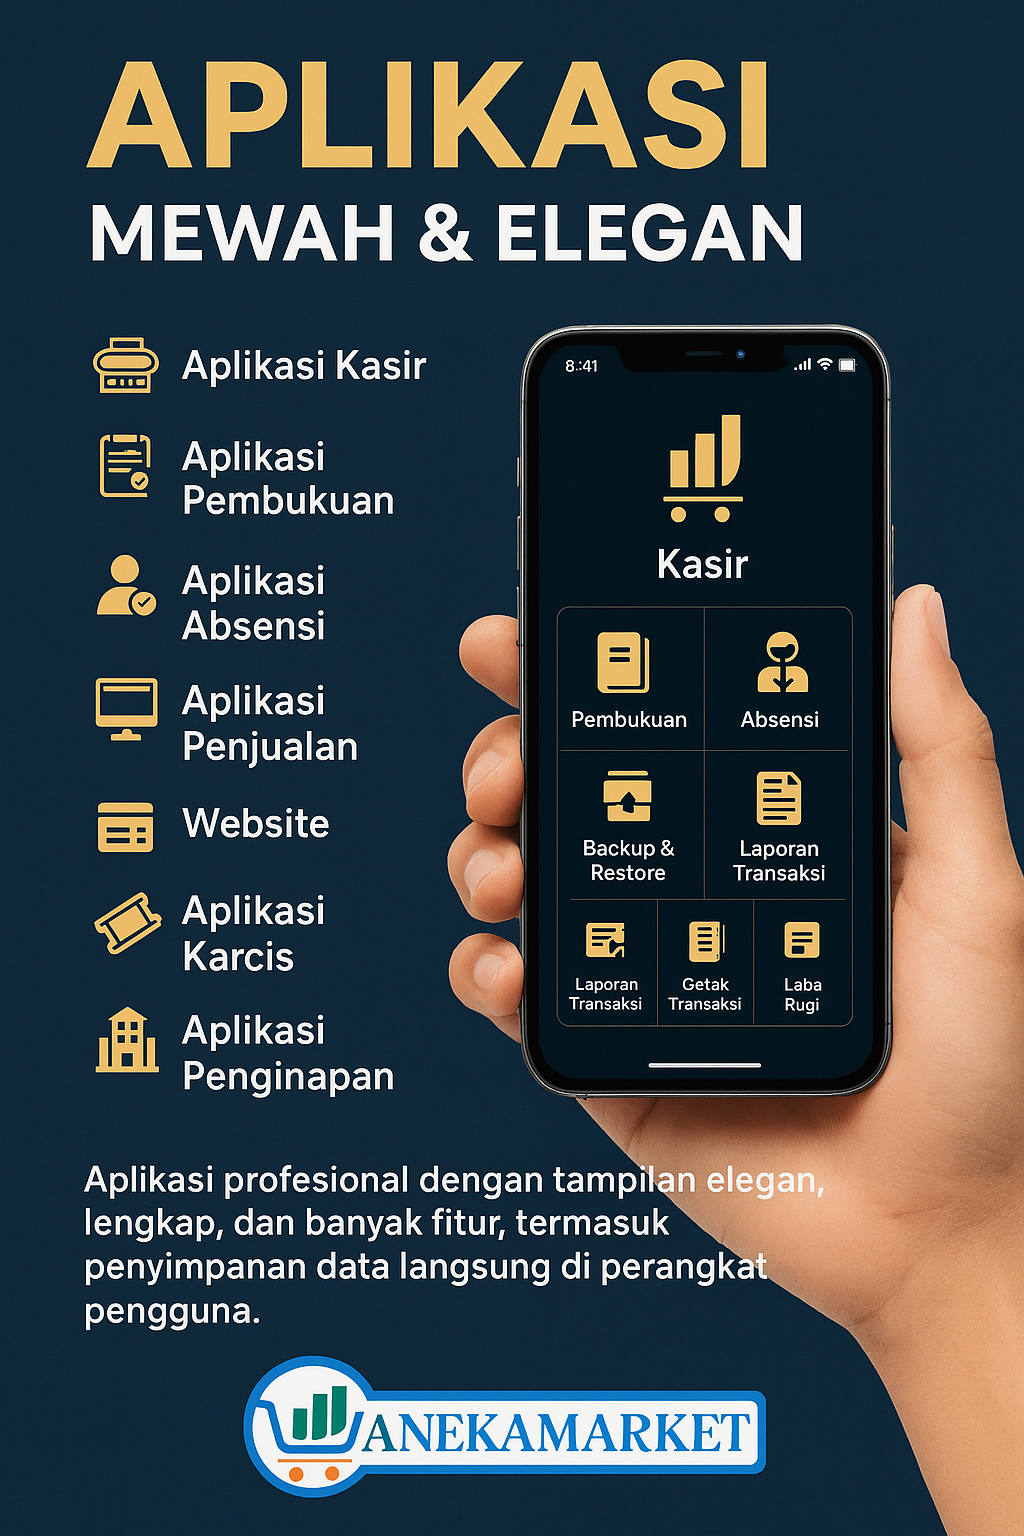 APLIKASI
MEWAH & ELEGAN
Aplikasi Kasir
Aplikasi
Pembukuan
Aplikasi
Absensi
Aplikasi
Penjualan
Website
Aplikasi
Karcis
Aplikasi
Penginapan
8:41
Kasir
Pembukuan
Absensi
Backup &
Restore
Laporan
Transaksi
Laporan
Transaksi
Getak
Transaksi
Laba
Rugi
Aplikasi profesional dengan tampilan elegan,
lengkap, dan banyak fitur, termasuk
penyimpanan data langsung di perangkat
pengguna.
ANEKAMARKET